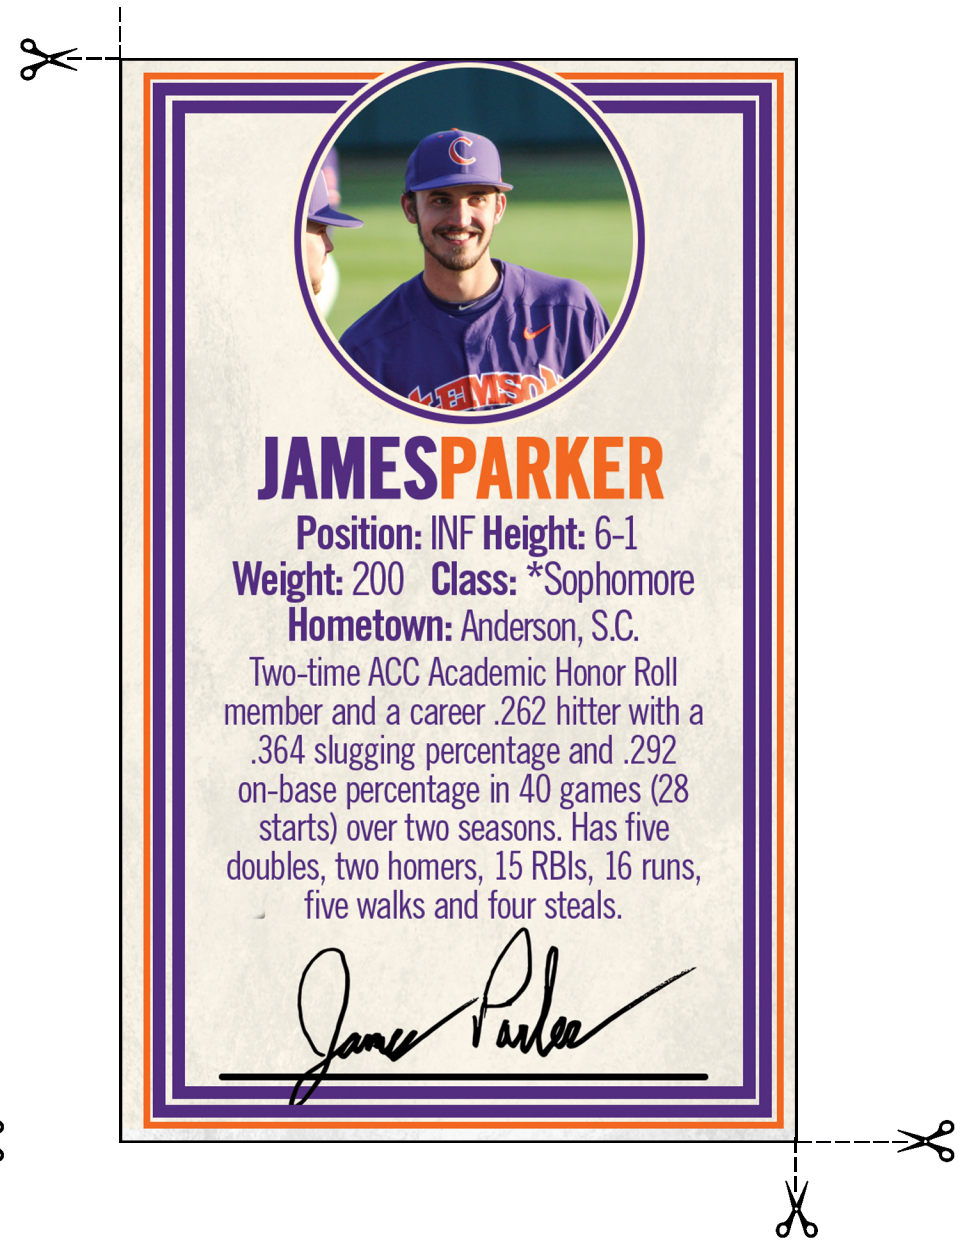 C
CLEMSON
JAMESPARKER
Position: INF Height: 6-1
Weight: 200 Class: *Sophomore
Hometown: Anderson, S.C.
Two-time ACC Academic Honor Roll
member and a career .262 hitter with a
.364 slugging percentage and .292
on-base percentage in 40 games (28
starts) over two seasons. Has five
doubles, two homers, 15 RBIs, 16 runs,
five walks and four steals.
James Parker